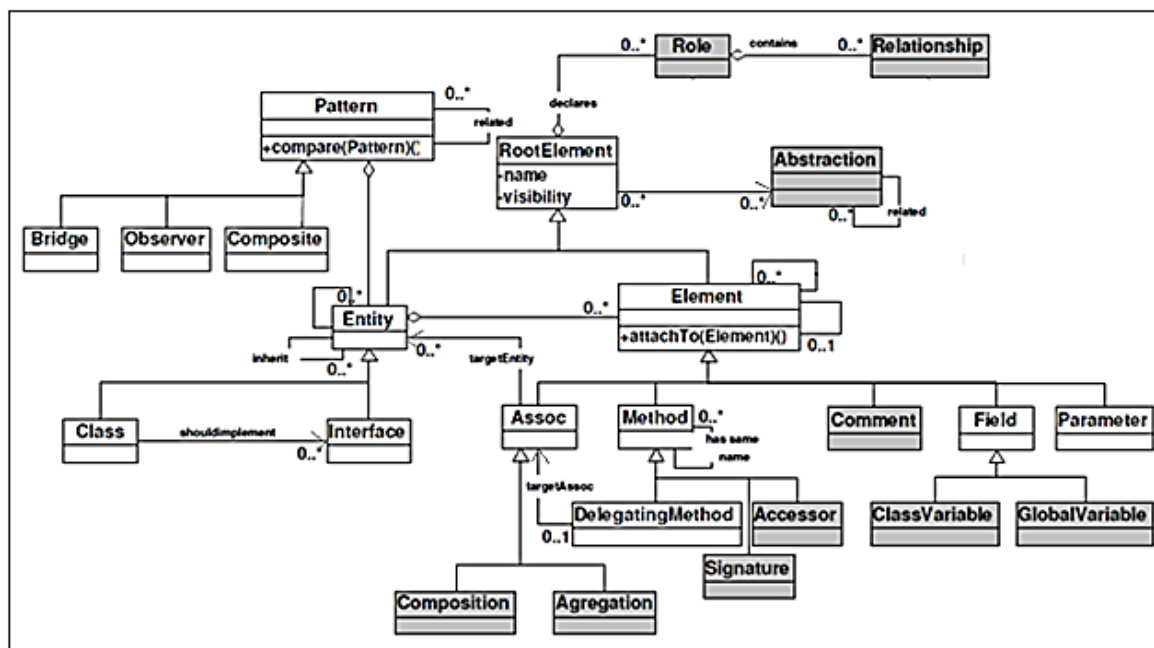 0..*
Role
contains
0..*
Relationship
Pattern
0..*
related
+compare(Pattern)()
declares
RootElement
-name
-visibility
0..*
0..*
Abstraction
0..*
related
Bridge
Observer
Composite
0..*
Entity
0..*
inherit
0..*
0..*
0..*
Element
+attachTo(Element)()
0..1
targetEntity
Class
shouldimplement
0..*
Interface
Assoc
Method
0..*
has same
name
Comment
Field
Parameter
targetAssoc
0..1
DelegatingMethod
Accessor
Signature
ClassVariable
GlobalVariable
Composition
Agregation